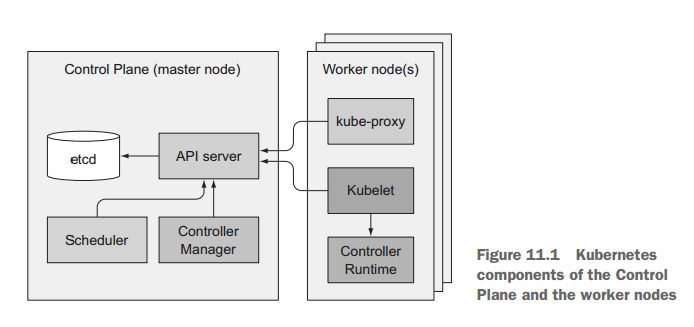 Control Plane (master node)
Worker node(s)
kube-proxy
etcd
API server
Kubelet
Scheduler
Controller
Manager
Controller
Runtime
Figure 11.1 Kubernetes
components of the Control
Plane and the worker nodes